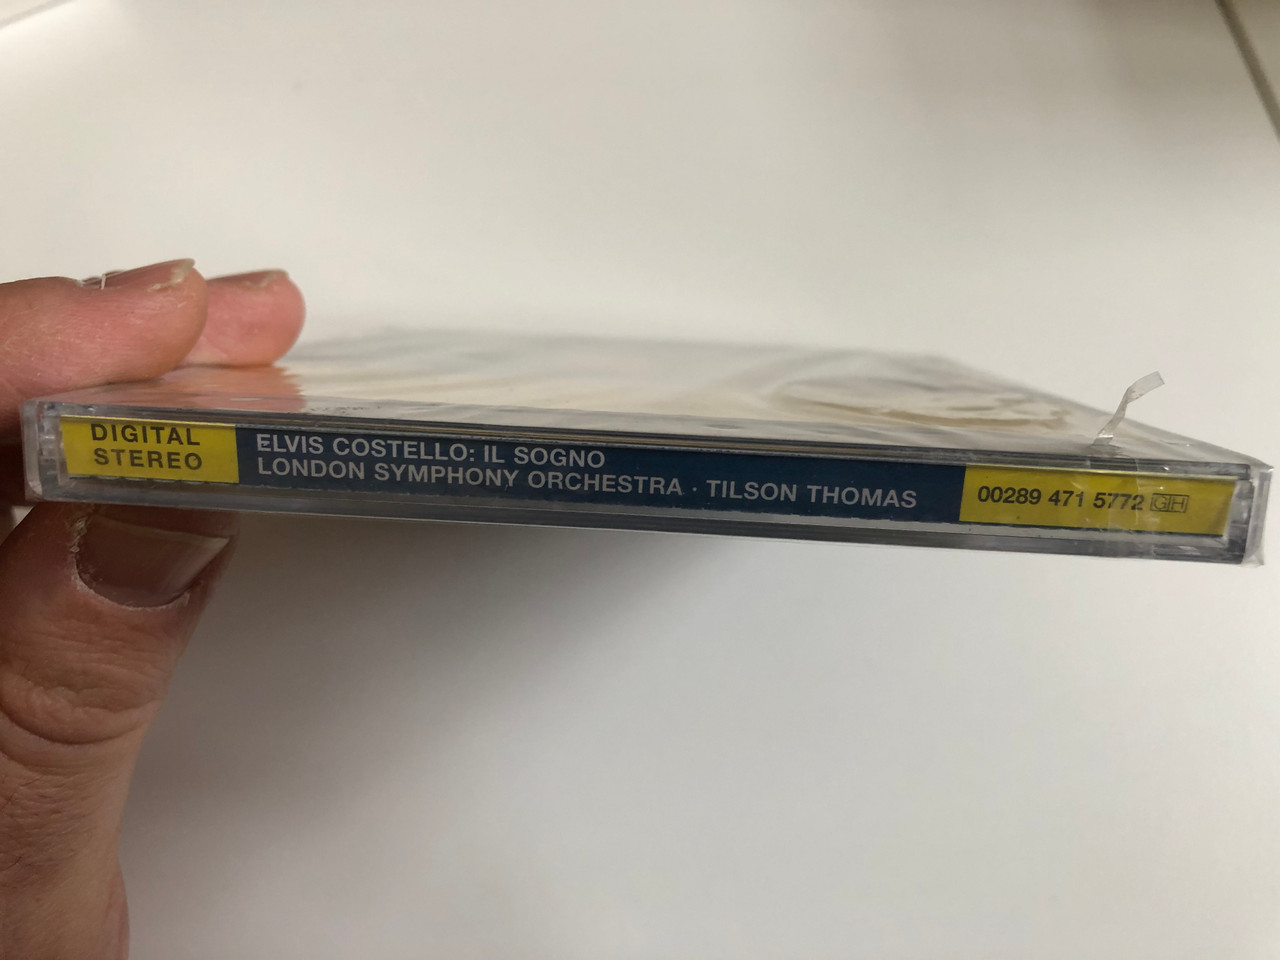 DIGITAL
STEREO
ELVIS COSTELLO: IL SOGNO
LONDON SYMPHONY ORCHESTRA · TILSON THOMAS
00289 471 5772 GH